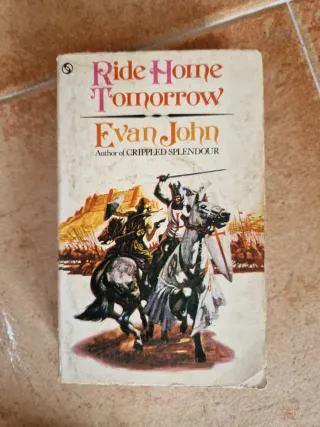 Ride Home
Tomorrow
Evan John
Author of CRIPPLED SPLENDOUR